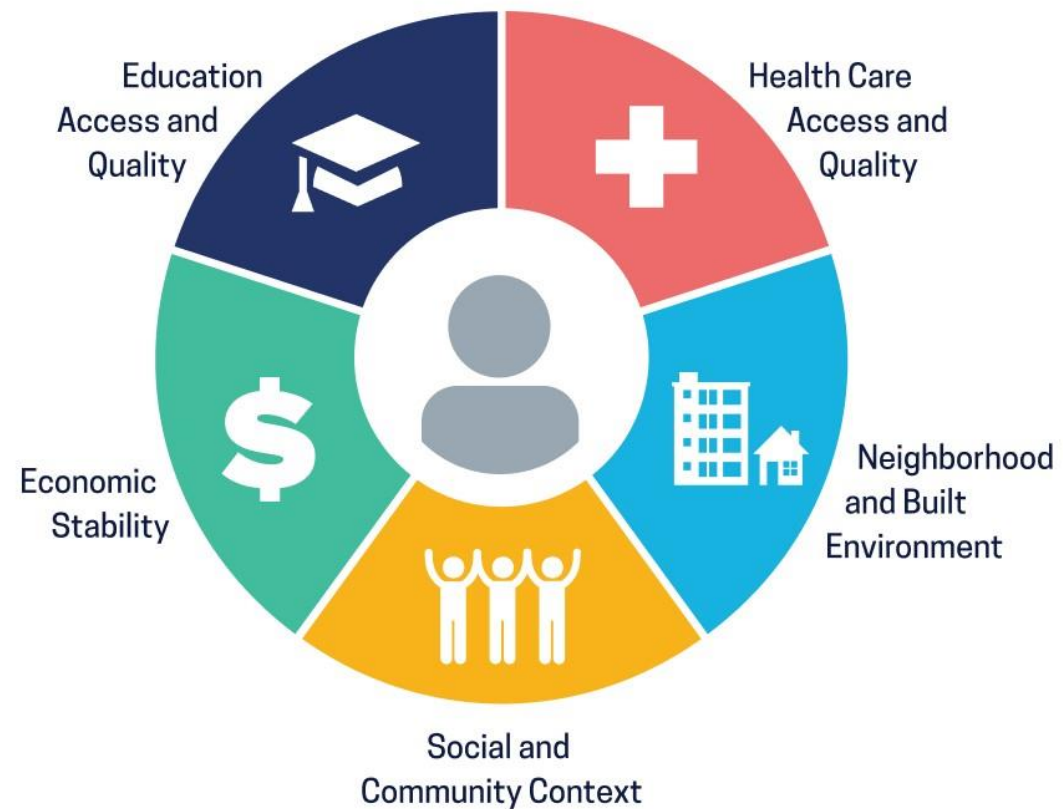 Education
Access and
Quality
Health Care
Access and
Quality
Economic
Stability
Neighborhood
and Built
Environment
Social and
Community Context